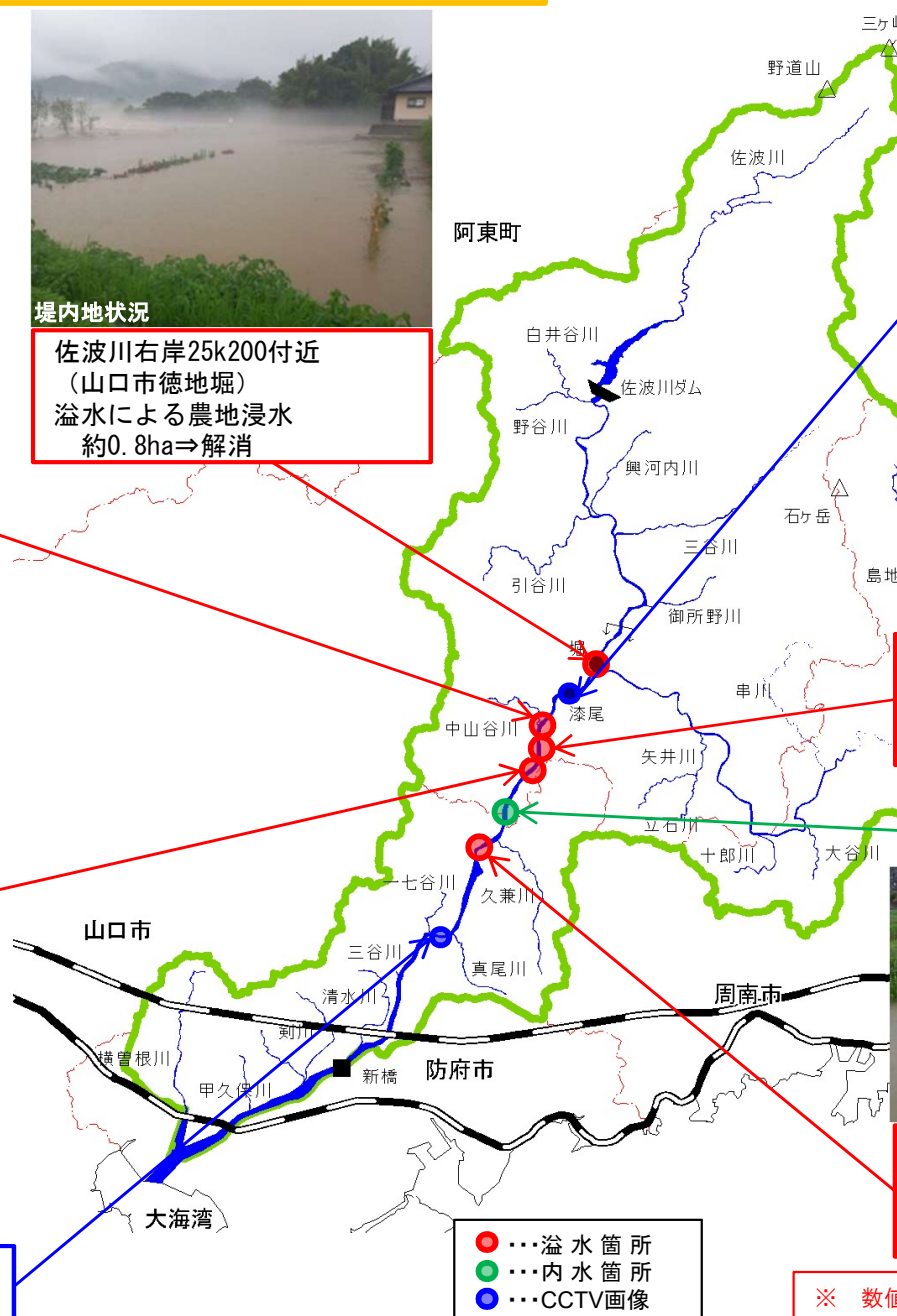 三ケ
野道山
佐波川
阿東町
堤内地状況
佐波川右岸25k200付近
（山口市徳地堀）
溢水による農地浸水
約0.8ha⇒解消
白井谷川
佐波川ダム
野谷川
興河内川
石ケ岳
三谷川
引谷川
島地
御所野川
堀
串川
漆尾
中山谷川
矢井川
立石川
十郎川
大谷川
一七谷川
久兼川
山口市
三谷川
真尾川
清水川
周南市
剣川
横曽根川
新橋
防府市
甲久保川
大海湾
･･･溢水箇所
･･･内水箇所
･･･CCTV画像
※ 数値